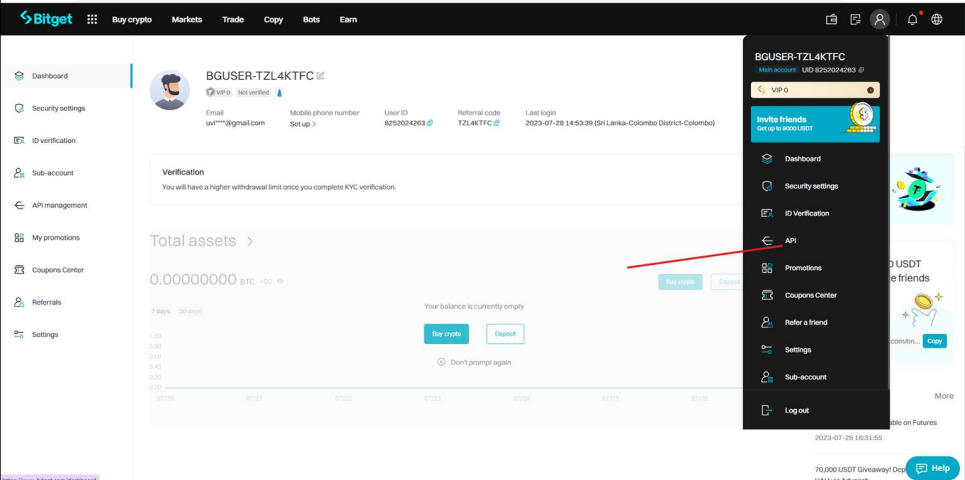 Bitget
Buy crypto Markets Trade Copy Bots Earn
Dashboard
Security settings
ID verification
Sub-account
API management
My promotions
Coupons Center
Referrals
Settings
BGUSER-TZL4KTFC
VIP 0 Not verified
Email Mobile phone number User ID Referral code Last login
uvi****@gmail.com Set up > 8252024263 TZL4KTFC 2023-07-28 14:53:39 (Sri Lanka-Colombo District-Colombo)
Verification
You will have a higher withdrawal limit once you complete KYC verification.
Total assets >
0.00000000 BTC ≈$0
Buy crypto Deposit
7 days 30 days
Your balance is currently empty
Buy crypto Deposit
Don't prompt again
1.00
0.80
0.60
0.40
0.20
0.00
07/20 07/21 07/22 07/23 07/24 07/25 07/26
BGUSER-TZL4KTFC
Main account UID 8252024263
VIP 0
Invite friends
Get up to 9000 USDT
Dashboard
Security settings
ID Verification
API
Promotions
Coupons Center
Refer a friend
Settings
Sub-account
Log out
USDT
friends
.com/en... Copy
More
on Futures
2023-07-25 16:31:55
70,000 USDT Giveaway! Dep
Help
https://www.bitget.com/dashboard